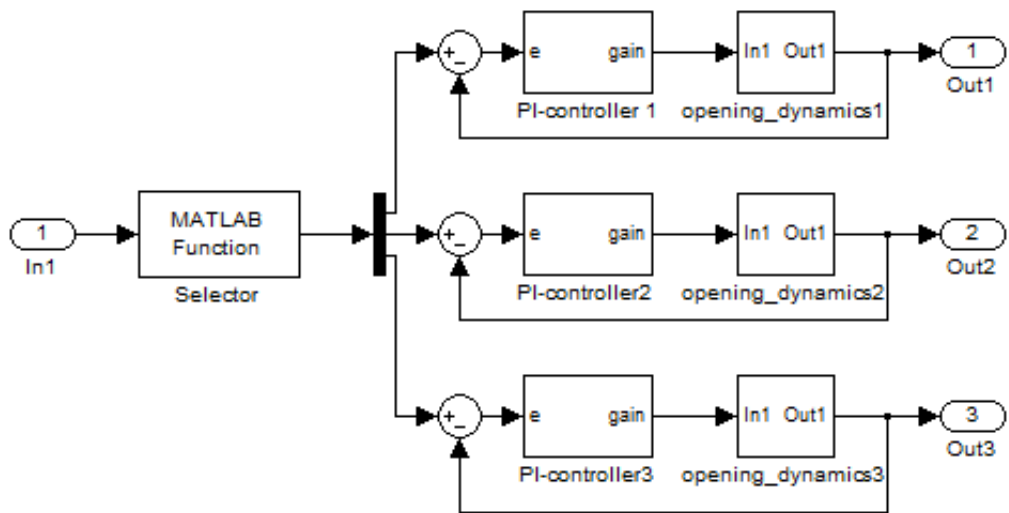 +
−
e gain
PI-controller 1
In1 Out1
opening_dynamics1
1
Out1
1
In1
MATLAB
Function
Selector
+
−
e gain
PI-controller2
In1 Out1
opening_dynamics2
2
Out2
+
−
e gain
PI-controller3
In1 Out1
opening_dynamics3
3
Out3